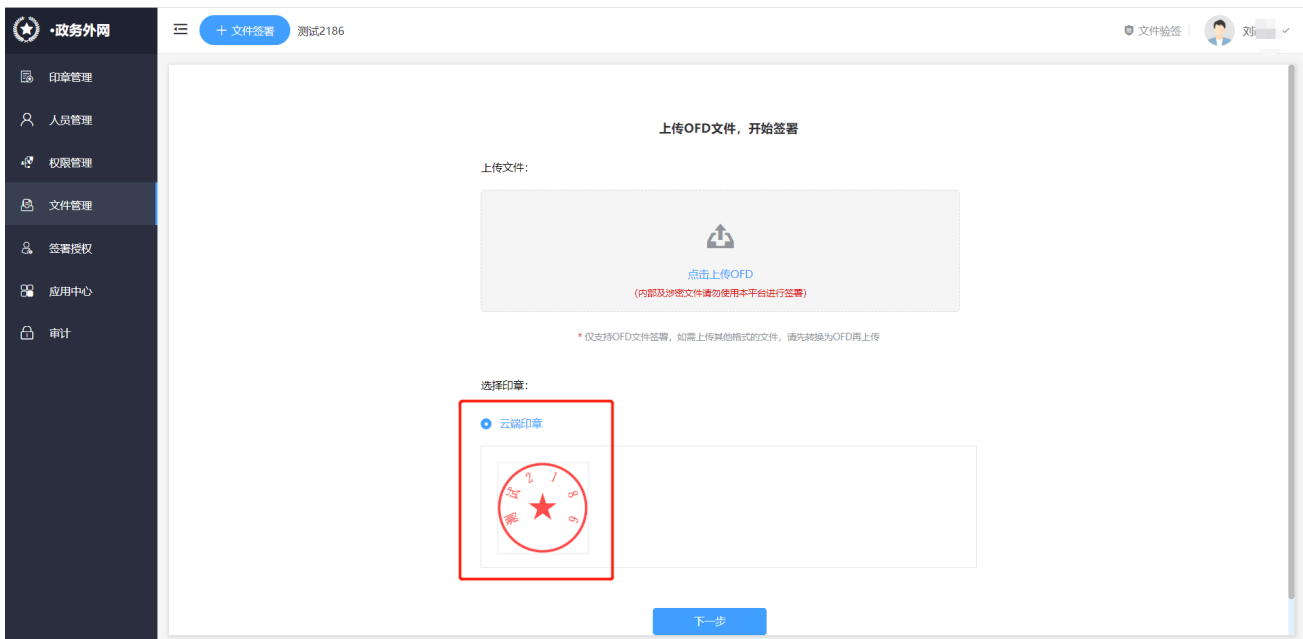 ·政务外网
文件签署
测试2186
文件验签
刘
印章管理
人员管理
权限管理
文件管理
签署授权
应用中心
审计
上传OFD文件，开始签署
上传文件：
点击上传OFD
(内部及涉密文件请勿使用本平台进行签署)
* 仅支持OFD文件签署，如需上传其他格式的文件，请先转换为OFD再上传
选择印章：
云端印章
测试2186
下一步